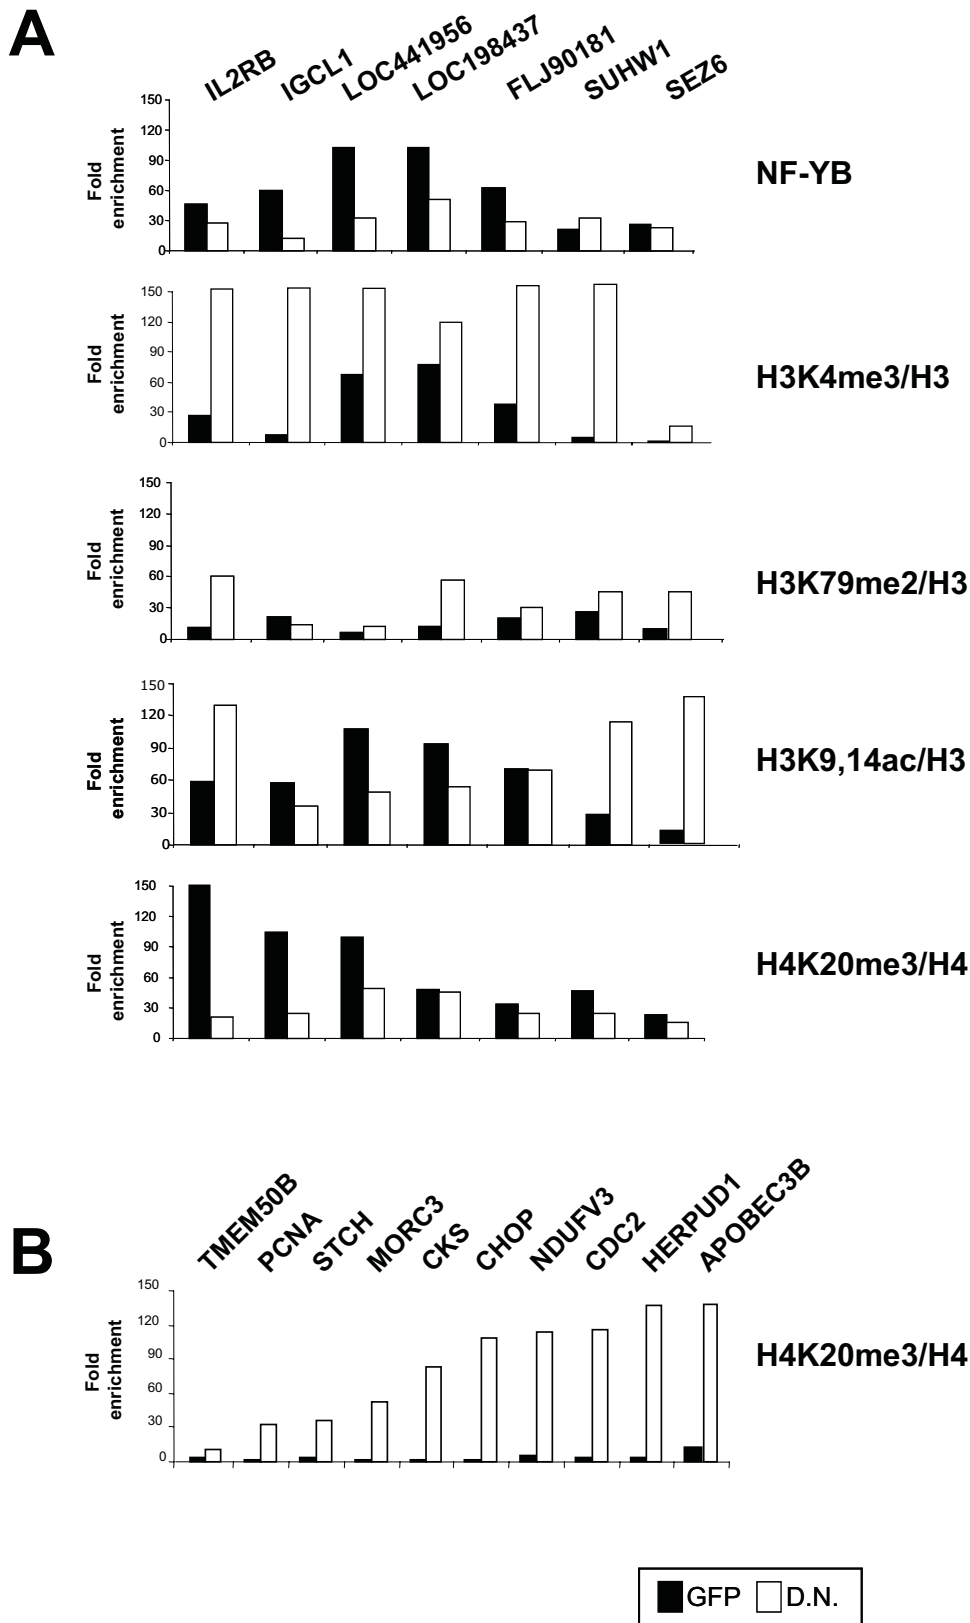 A
IL2RB
IGCL1
LOC441956
LOC198437
FLJ90181
SUHW1
SEZ6
150
120
90
60
30
0
Fold
enrichment
NF-YB
150
120
90
60
30
0
Fold
enrichment
H3K4me3/H3
150
120
90
60
30
0
Fold
enrichment
H3K79me2/H3
150
120
90
60
30
0
Fold
enrichment
H3K9,14ac/H3
150
120
90
60
30
0
Fold
enrichment
H4K20me3/H4
B
TMEM50B
PCNA
STCH
MORC3
CKS
CHOP
NDUFV3
CDC2
HERPUD1
APOBEC3B
150
120
90
60
30
0
Fold
enrichment
H4K20me3/H4
GFP D.N.